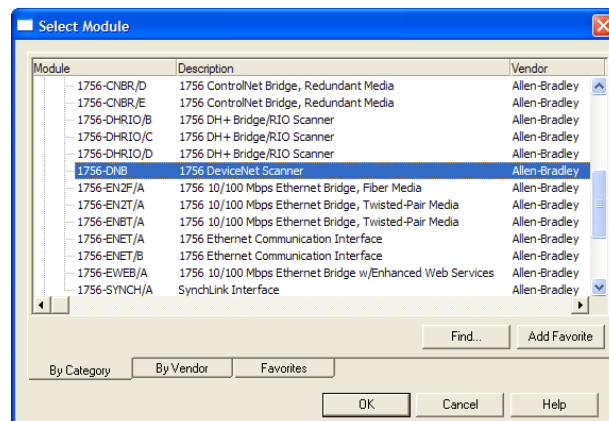 Select Module
Module Description Vendor
1756-CNBR/D 1756 ControlNet Bridge, Redundant Media Allen-Bradley
1756-CNBR/E 1756 ControlNet Bridge, Redundant Media Allen-Bradley
1756-DHRIO/B 1756 DH+ Bridge/RIO Scanner Allen-Bradley
1756-DHRIO/C 1756 DH+ Bridge/RIO Scanner Allen-Bradley
1756-DHRIO/D 1756 DH+ Bridge/RIO Scanner Allen-Bradley
1756-DNB 1756 DeviceNet Scanner Allen-Bradley
1756-EN2F/A 1756 10/100 Mbps Ethernet Bridge, Fiber Media Allen-Bradley
1756-EN2T/A 1756 10/100 Mbps Ethernet Bridge, Twisted-Pair Media Allen-Bradley
1756-ENBT/A 1756 10/100 Mbps Ethernet Bridge, Twisted-Pair Media Allen-Bradley
1756-ENET/A 1756 Ethernet Communication Interface Allen-Bradley
1756-ENET/B 1756 Ethernet Communication Interface Allen-Bradley
1756-EWEB/A 1756 10/100 Mbps Ethernet Bridge w/Enhanced Web Services Allen-Bradley
1756-SYNCH/A SynchLink Interface Allen-Bradley
Find... Add Favorite
By Category By Vendor Favorites
OK Cancel Help